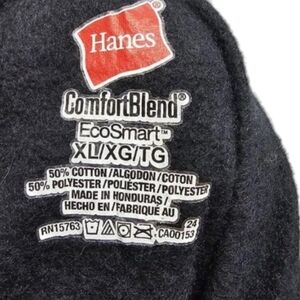 Hanes
ComfortBlend®
EcoSmart™
XL/XG/TG
50% COTTON/ALGODON/COTON
50% POLYESTER/POLIÉSTER/POLYESTER
MADE IN HONDURAS/
HECHO EN/FABRIQUÉ AU
24
RN15763 CA00153